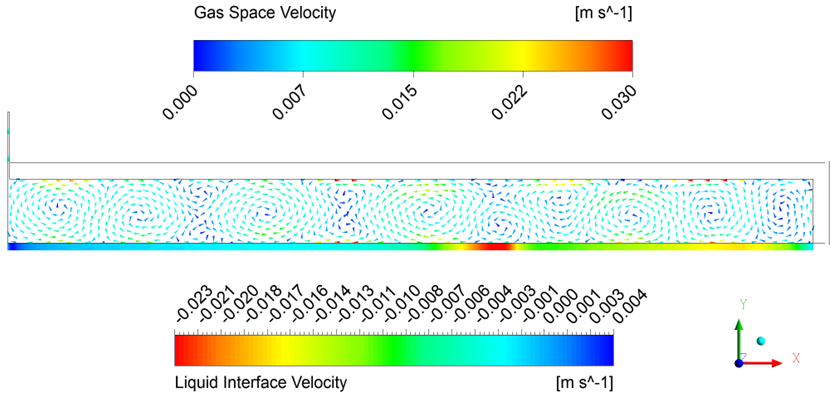 Gas Space Velocity [m s^-1]
0.000 0.007 0.015 0.022 0.030
-0.023 -0.021 -0.020 -0.018 -0.017 -0.016 -0.014 -0.013 -0.011 -0.010 -0.008 -0.007 -0.006 -0.004 -0.003 -0.001 0.000 0.001 0.003 0.004
Liquid Interface Velocity [m s^-1]
Y
Z X